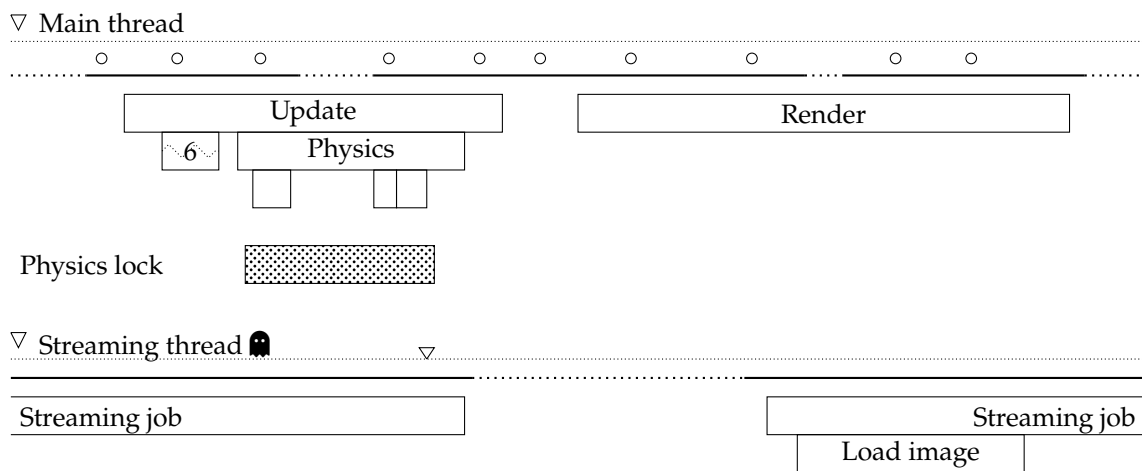 ▽ Main thread
Update
Render
6
Physics
Physics lock
▽ Streaming thread
Streaming job
Streaming job
Load image